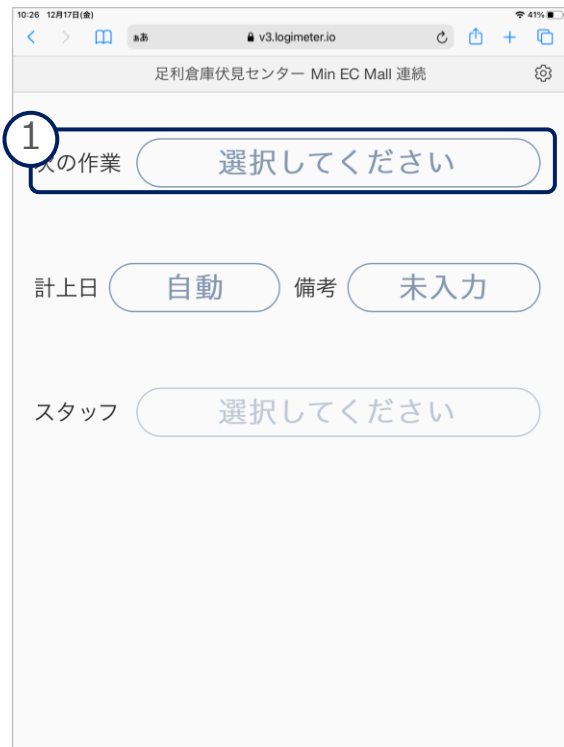 10:26 12月17日(金) 41%
ぁあ v3.logimeter.io
足利倉庫伏見センター Min EC Mall 連続
1
次の作業 選択してください
計上日 自動 備考 未入力
スタッフ 選択してください